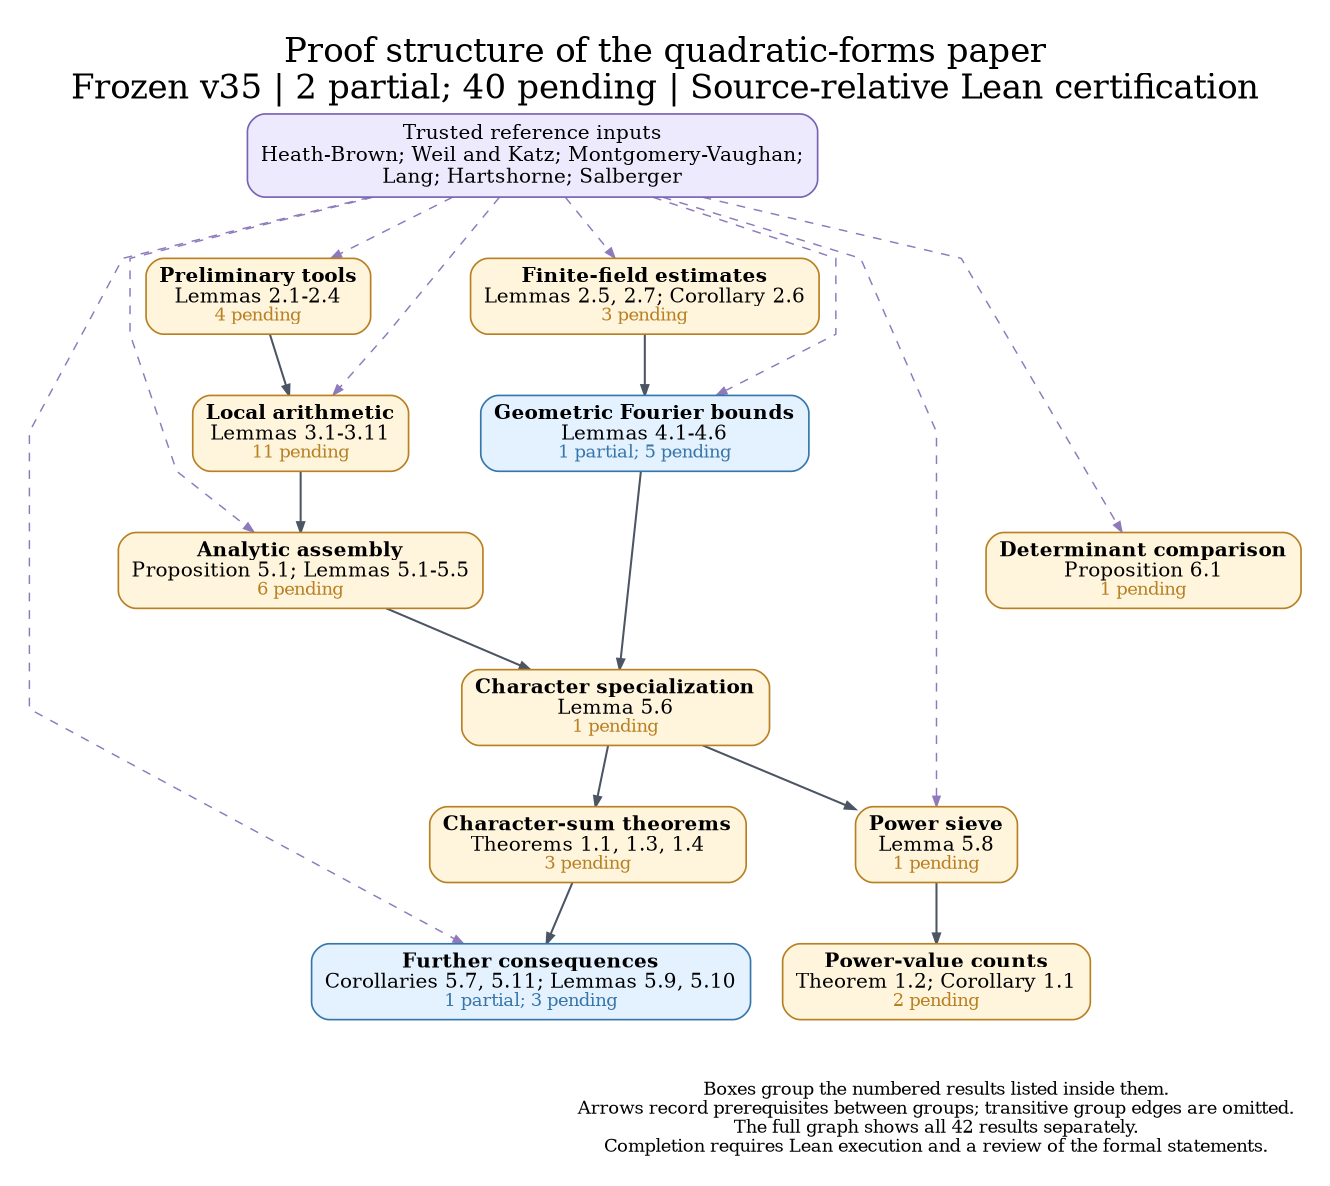 Proof structure of the quadratic-forms paper
Frozen v35 | 2 partial; 40 pending | Source-relative Lean certification
Trusted reference inputs
Heath-Brown; Weil and Katz; Montgomery-Vaughan;
Lang; Hartshorne; Salberger
Preliminary tools
Lemmas 2.1-2.4
4 pending
Finite-field estimates
Lemmas 2.5, 2.7; Corollary 2.6
3 pending
Local arithmetic
Lemmas 3.1-3.11
11 pending
Geometric Fourier bounds
Lemmas 4.1-4.6
1 partial; 5 pending
Analytic assembly
Proposition 5.1; Lemmas 5.1-5.5
6 pending
Determinant comparison
Proposition 6.1
1 pending
Character specialization
Lemma 5.6
1 pending
Character-sum theorems
Theorems 1.1, 1.3, 1.4
3 pending
Power sieve
Lemma 5.8
1 pending
Further consequences
Corollaries 5.7, 5.11; Lemmas 5.9, 5.10
1 partial; 3 pending
Power-value counts
Theorem 1.2; Corollary 1.1
2 pending
Boxes group the numbered results listed inside them.
Arrows record prerequisites between groups; transitive group edges are omitted.
The full graph shows all 42 results separately.
Completion requires Lean execution and a review of the formal statements.